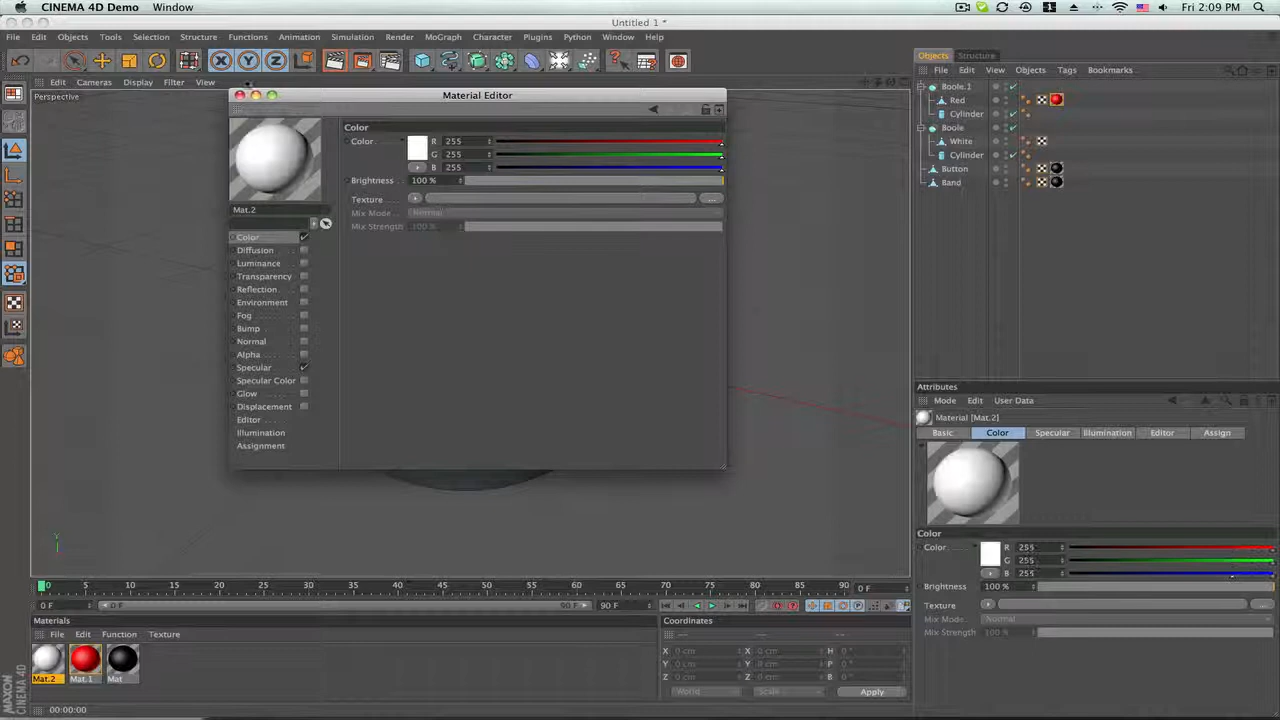 CINEMA 4D Demo Window Fri 2:09 PM
Untitled 1 *
File Edit Objects Tools Selection Structure Functions Animation Simulation Render MoGraph Character Plugins Python Window Help
Objects Structure
File Edit View Objects Tags Bookmarks
Edit Cameras Display Filter View
Perspective
Material Editor
Color
Color R 255
G 255
B 255
Brightness 100 %
Texture
Mix Mode Normal
Mix Strength 100 %
Mat.2
Color
Diffusion
Luminance
Transparency
Reflection
Environment
Fog
Bump
Normal
Alpha
Specular
Specular Color
Glow
Displacement
Editor
Illumination
Assignment
Boole.1
Red
Cylinder
Boole
White
Cylinder
Button
Band
Attributes
Mode Edit User Data
Material [Mat.2]
Basic Color Specular Illumination Editor Assign
Color
Color R 255
G 255
B 255
Brightness 100 %
Texture
Mix Mode Normal
Mix Strength 100 %
Y
0 5 10 15 20 25 30 35 40 45 50 55 60 65 70 75 80 85 90 0 F
0 F 0 F 90 F 90 F
Materials
File Edit Function Texture
Mat.2 Mat.1 Mat
Coordinates
-- -- --
X 0 cm X 0 cm H 0 °
Y 0 cm Y 0 cm P 0 °
Z 0 cm Z 0 cm B 0 °
World Scale Apply
MAXON
CINEMA 4D
00:00:00